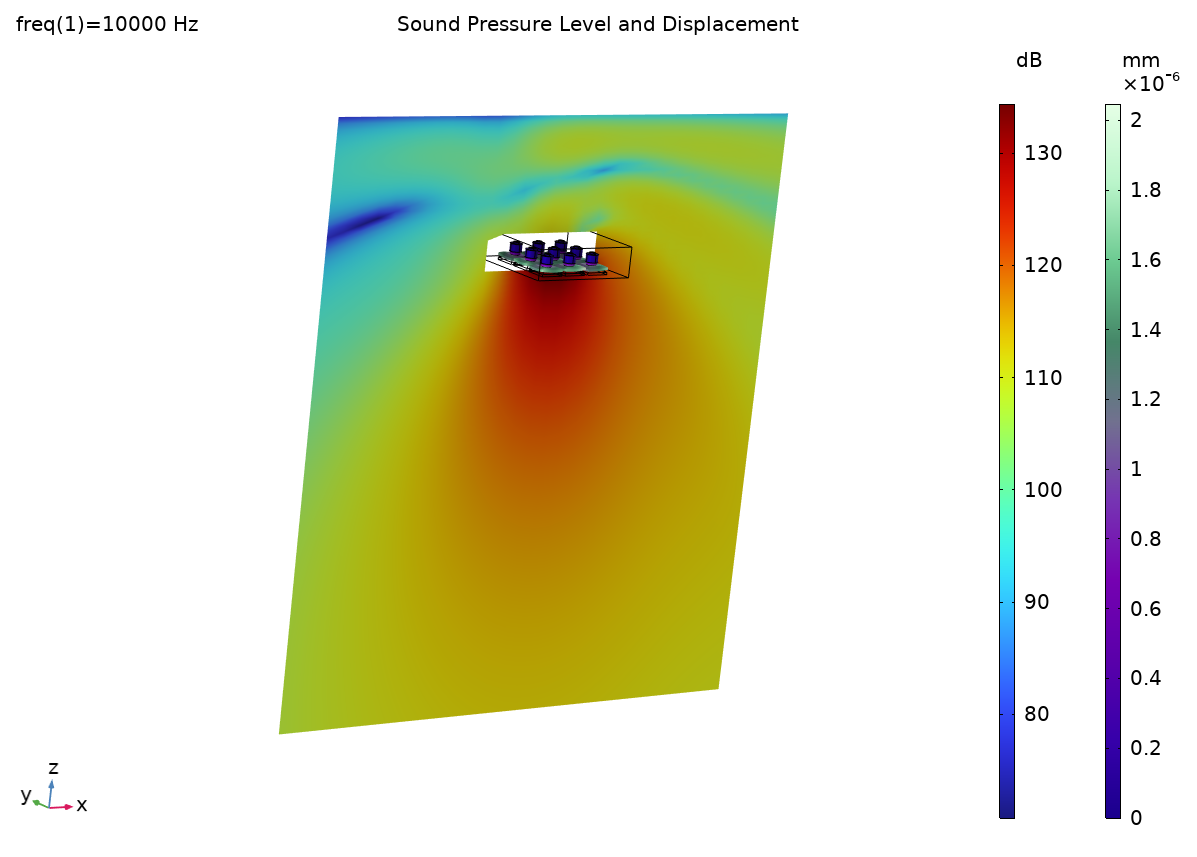 freq(1)=10000 Hz
Sound Pressure Level and Displacement
dB
mm
×10⁻⁶
130
120
110
100
90
80
2
1.8
1.6
1.4
1.2
1
0.8
0.6
0.4
0.2
0
z
y
x